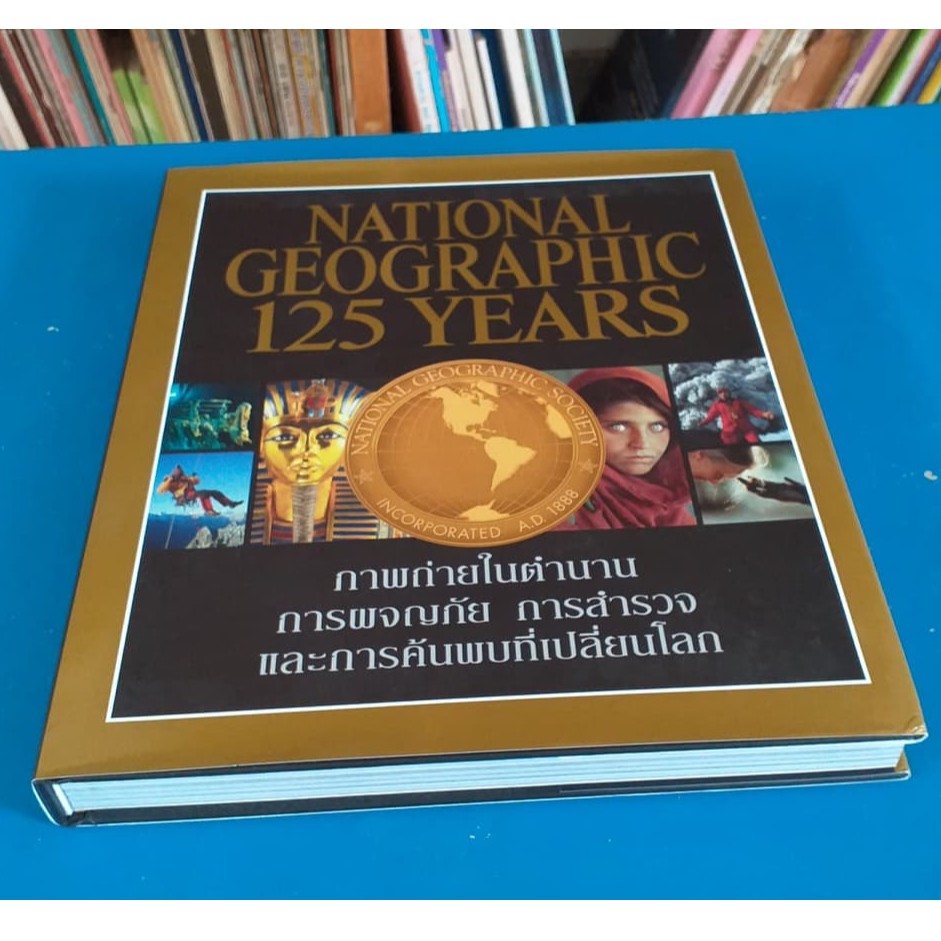 NATIONAL
GEOGRAPHIC
125 YEARS
NATIONAL GEOGRAPHIC SOCIETY
INCORPORATED A.D. 1888
ภาพถ่ายในตำนาน
การผจญภัย การสำรวจ
และการค้นพบที่เปลี่ยนโลก